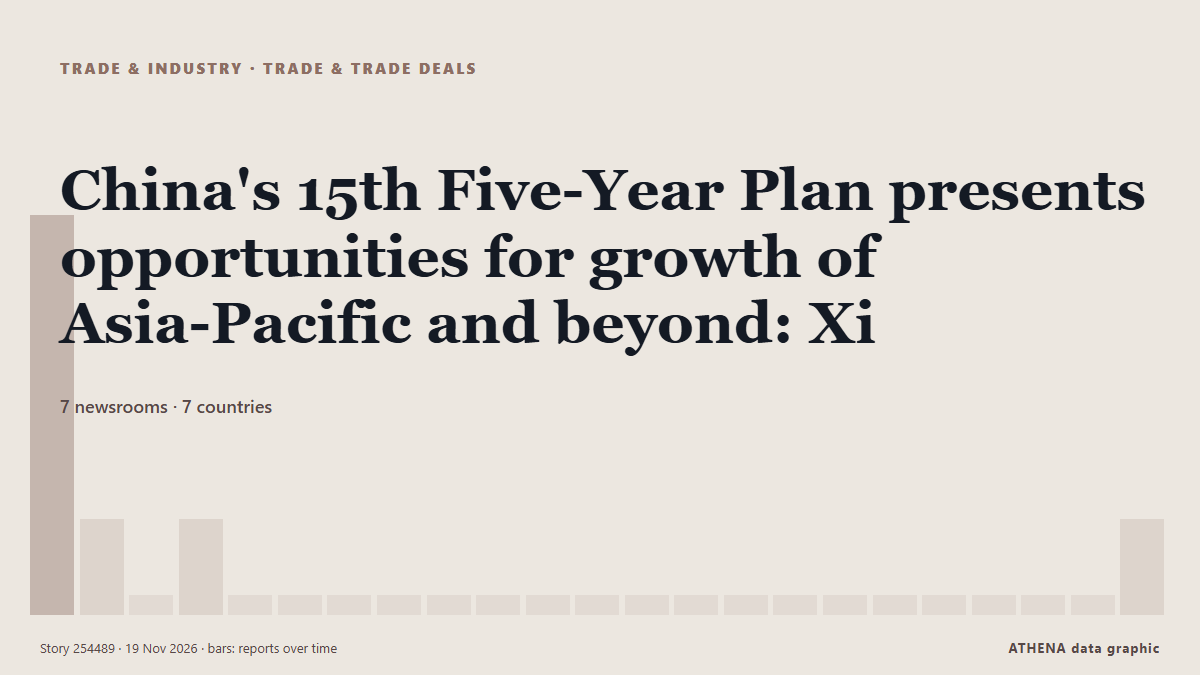 TRADE & INDUSTRY · TRADE & TRADE DEALS
China's 15th Five-Year Plan presents
opportunities for growth of
Asia-Pacific and beyond: Xi
7 newsrooms · 7 countries
Story 254489 · 19 Nov 2026 · bars: reports over time
ATHENA data graphic